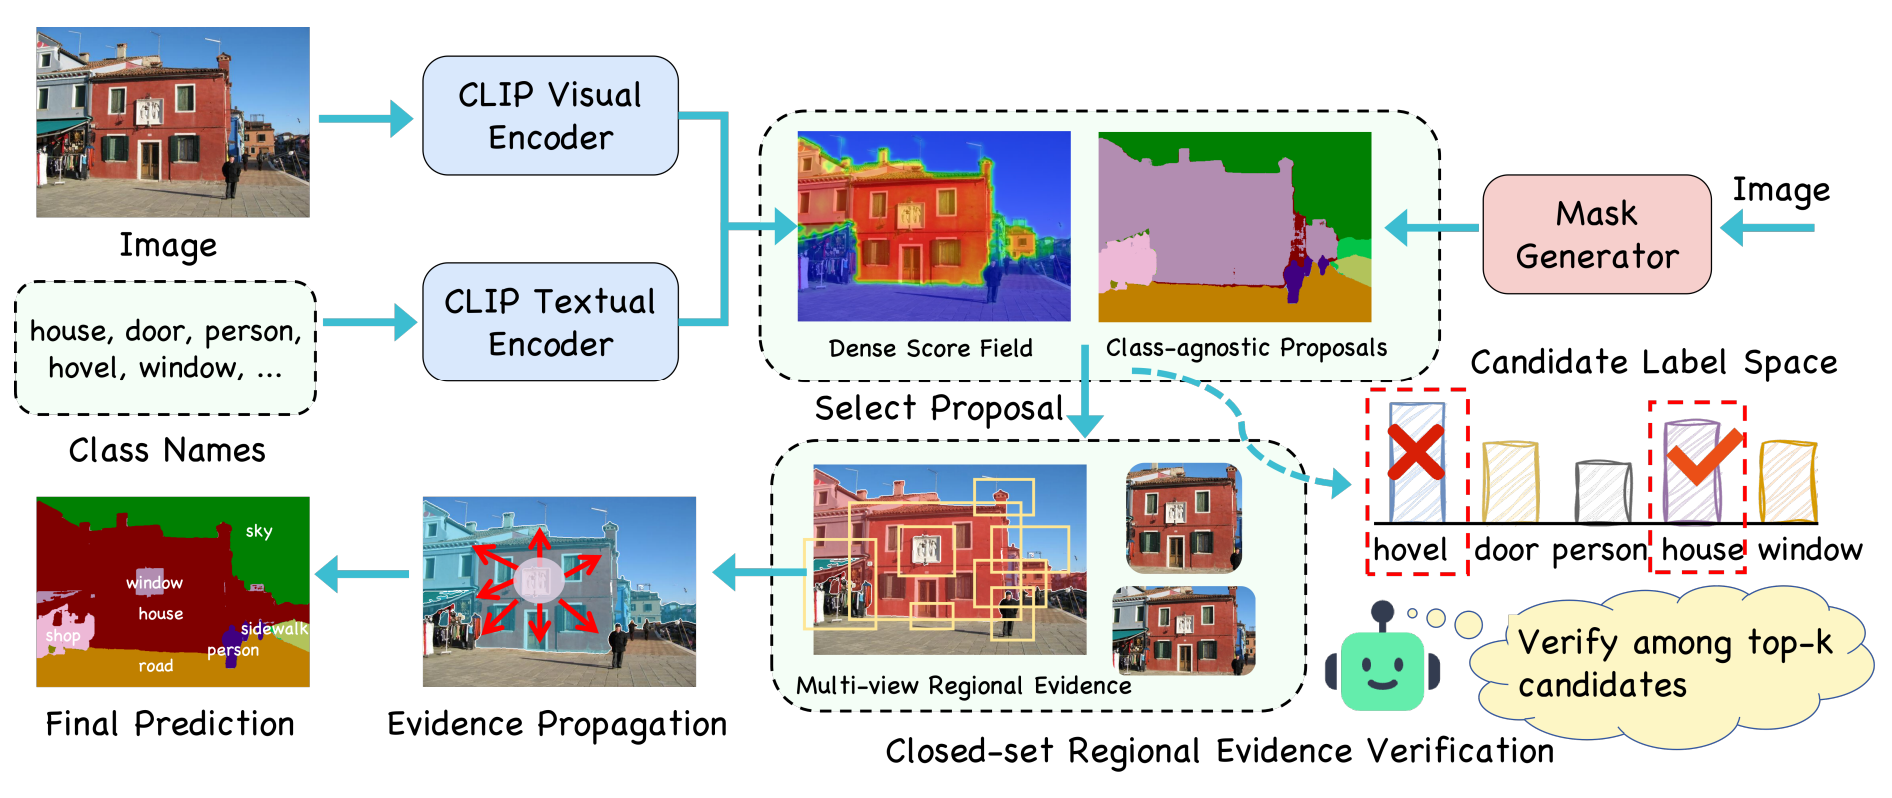 CLIP Visual
Encoder
Image
house, door, person,
hovel, window, ...
Class Names
CLIP Textual
Encoder
Dense Score Field
Class-agnostic Proposals
Mask
Generator
Image
Select Proposal
Candidate Label Space
hovel
door
person
house
window
Verify among top-k
candidates
Multi-view Regional Evidence
Closed-set Regional Evidence Verification
Evidence Propagation
sky
window
house
shop
sidewalk
person
road
Final Prediction